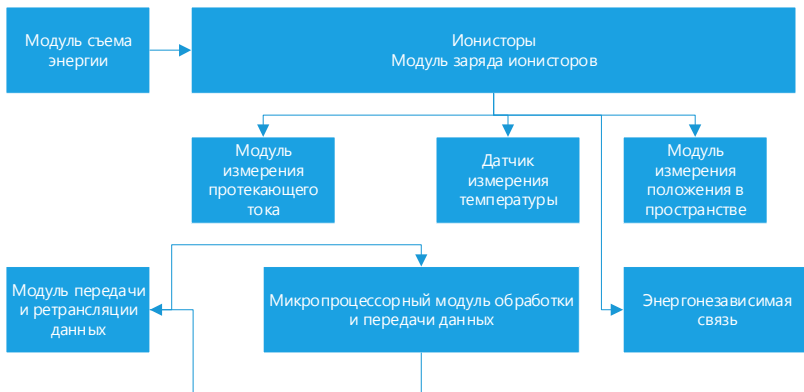 Модуль съема
энергии
Ионисторы
Модуль заряда ионисторов
Модуль
измерения
протекающего
тока
Датчик
измерения
температуры
Модуль
измерения
положения в
пространстве
Модуль передачи
и ретрансляции
данных
Микропроцессорный модуль обработки
и передачи данных
Энергонезависимая
связь